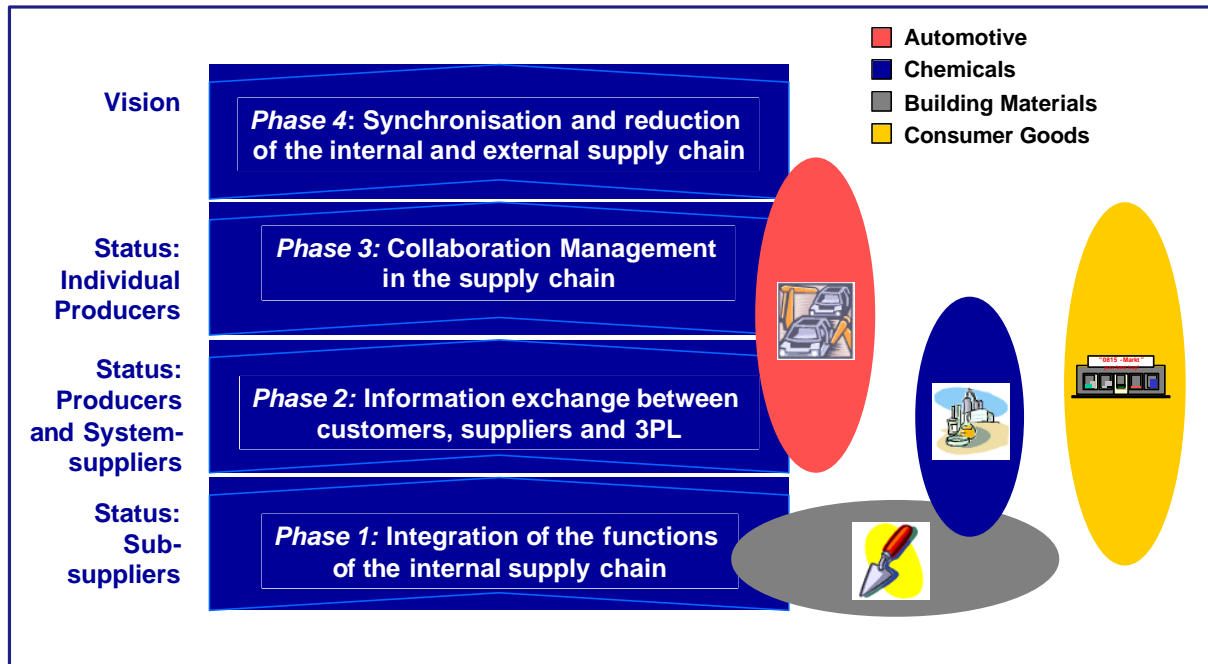 Automotive
Chemicals
Building Materials
Consumer Goods
Vision
Phase 4: Synchronisation and reduction
of the internal and external supply chain
Status:
Individual
Producers
Phase 3: Collaboration Management
in the supply chain
Status:
Producers
and System-
suppliers
Phase 2: Information exchange between
customers, suppliers and 3PL
Status:
Sub-
suppliers
Phase 1: Integration of the functions
of the internal supply chain
"0815 - Markt "